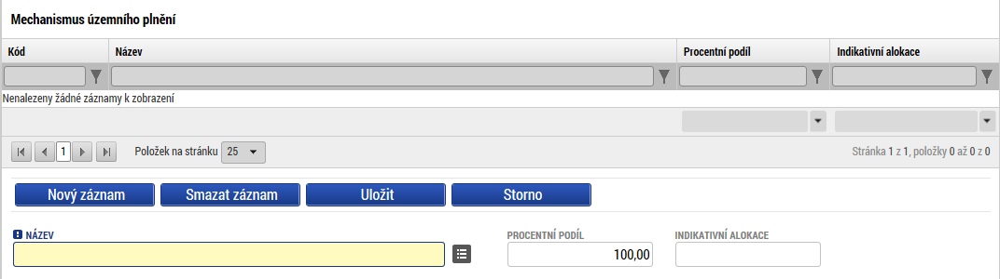 Mechanismus územního plnění
Kód Název Procentní podíl Indikativní alokace
Nenalezeny žádné záznamy k zobrazení
1 Položek na stránku 25 Stránka 1 z 1, položky 0 až 0 z 0
Nový záznam Smazat záznam Uložit Storno
NÁZEV PROCENTNÍ PODÍL INDIKATIVNÍ ALOKACE
100,00